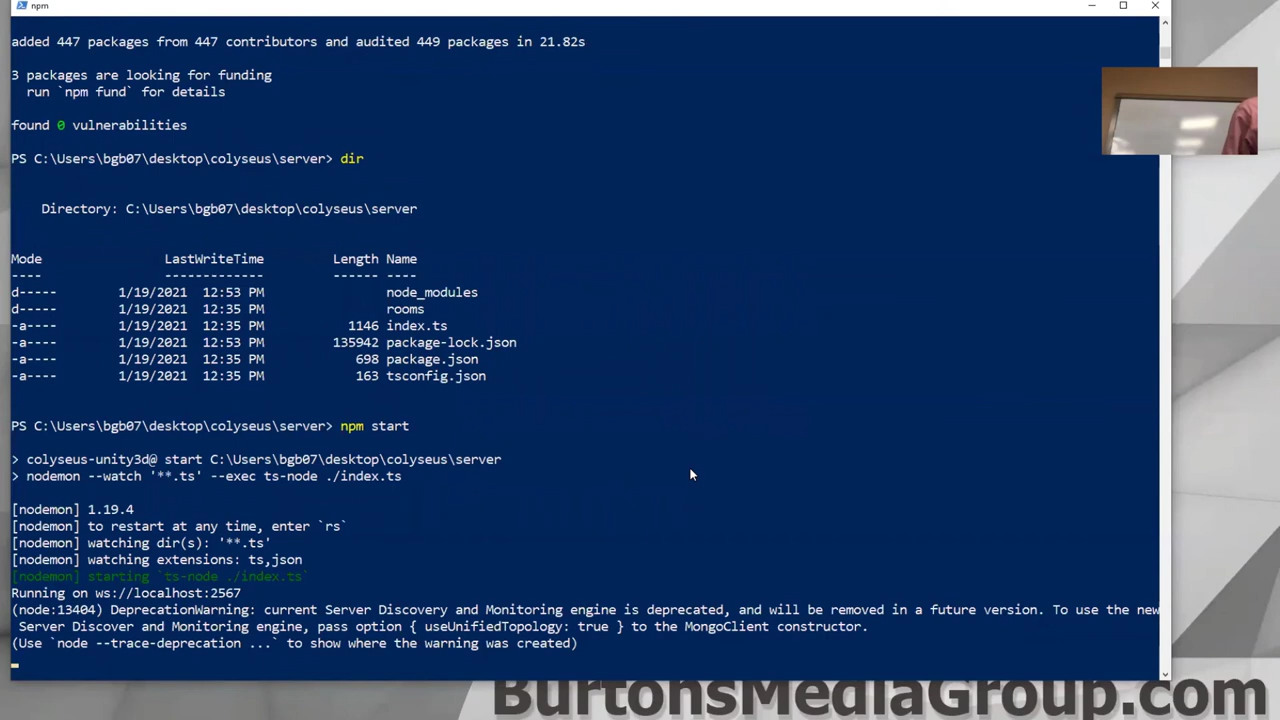 npm
added 447 packages from 447 contributors and audited 449 packages in 21.82s
3 packages are looking for funding
run `npm fund` for details
found 0 vulnerabilities
PS C:\Users\bgb07\desktop\colyseus\server> dir
Directory: C:\Users\bgb07\desktop\colyseus\server
Mode LastWriteTime Length Name
---- ------------- ------ ----
d----- 1/19/2021 12:53 PM node_modules
d----- 1/19/2021 12:35 PM rooms
-a---- 1/19/2021 12:35 PM 1146 index.ts
-a---- 1/19/2021 12:53 PM 135942 package-lock.json
-a---- 1/19/2021 12:35 PM 698 package.json
-a---- 1/19/2021 12:35 PM 163 tsconfig.json
PS C:\Users\bgb07\desktop\colyseus\server> npm start
> colyseus-unity3d@ start C:\Users\bgb07\desktop\colyseus\server
> nodemon --watch '**.ts' --exec ts-node ./index.ts
[nodemon] 1.19.4
[nodemon] to restart at any time, enter `rs`
[nodemon] watching dir(s): '**.ts'
[nodemon] watching extensions: ts,json
[nodemon] starting `ts-node ./index.ts`
Running on ws://localhost:2567
(node:13404) DeprecationWarning: current Server Discovery and Monitoring engine is deprecated, and will be removed in a future version. To use the new
Server Discover and Monitoring engine, pass option { useUnifiedTopology: true } to the MongoClient constructor.
(Use `node --trace-deprecation ...` to show where the warning was created)
BurtonsMediaGroup.com